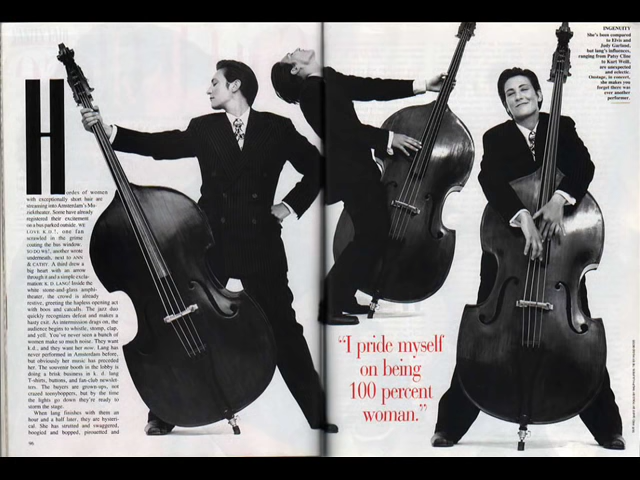 INGENUITY
She's been compared
to Elvis and
Judy Garland,
but lang's influences,
ranging from Patsy Cline
to Kurt Weill,
are unexpected
and eclectic.
Onstage, in concert,
she makes you
forget there was
ever another
performer.
Hordes of women
with exceptionally short hair are
streaming into Amsterdam's Mu-
ziektheater. Some have already
registered their excitement
on a bus parked outside. WE
LOVE K.D.!, one fan
scrawled in the grime
coating the bus window.
SO DO WE!, another wrote
underneath, next to ANN
& CATHY. A third drew a
big heart with an arrow
through it and a simple excla-
mation: K. D. LANG! Inside the
white stone-and-glass amphi-
theater, the crowd is already
restive, greeting the hapless opening act
with boos and catcalls. The jazz duo
quickly recognizes defeat and makes a
hasty exit. As intermission drags on, the
audience begins to whistle, stomp, clap,
and yell. You've never seen a bunch of
women make so much noise. They want
k.d., and they want her now. Lang has
never performed in Amsterdam before,
but obviously her music has preceded
her. The souvenir booth in the lobby is
doing a brisk business in k. d. lang
T-shirts, buttons, and fan-club newslet-
ters. The buyers are grown-ups, not
crazed teenyboppers, but by the time
the lights go down they're ready to
storm the stage.
When lang finishes with them an
hour and a half later, they are hysteri-
cal. She has strutted and swaggered,
boogied and bopped, pirouetted and
"I pride myself
on being
100 percent
woman."
96